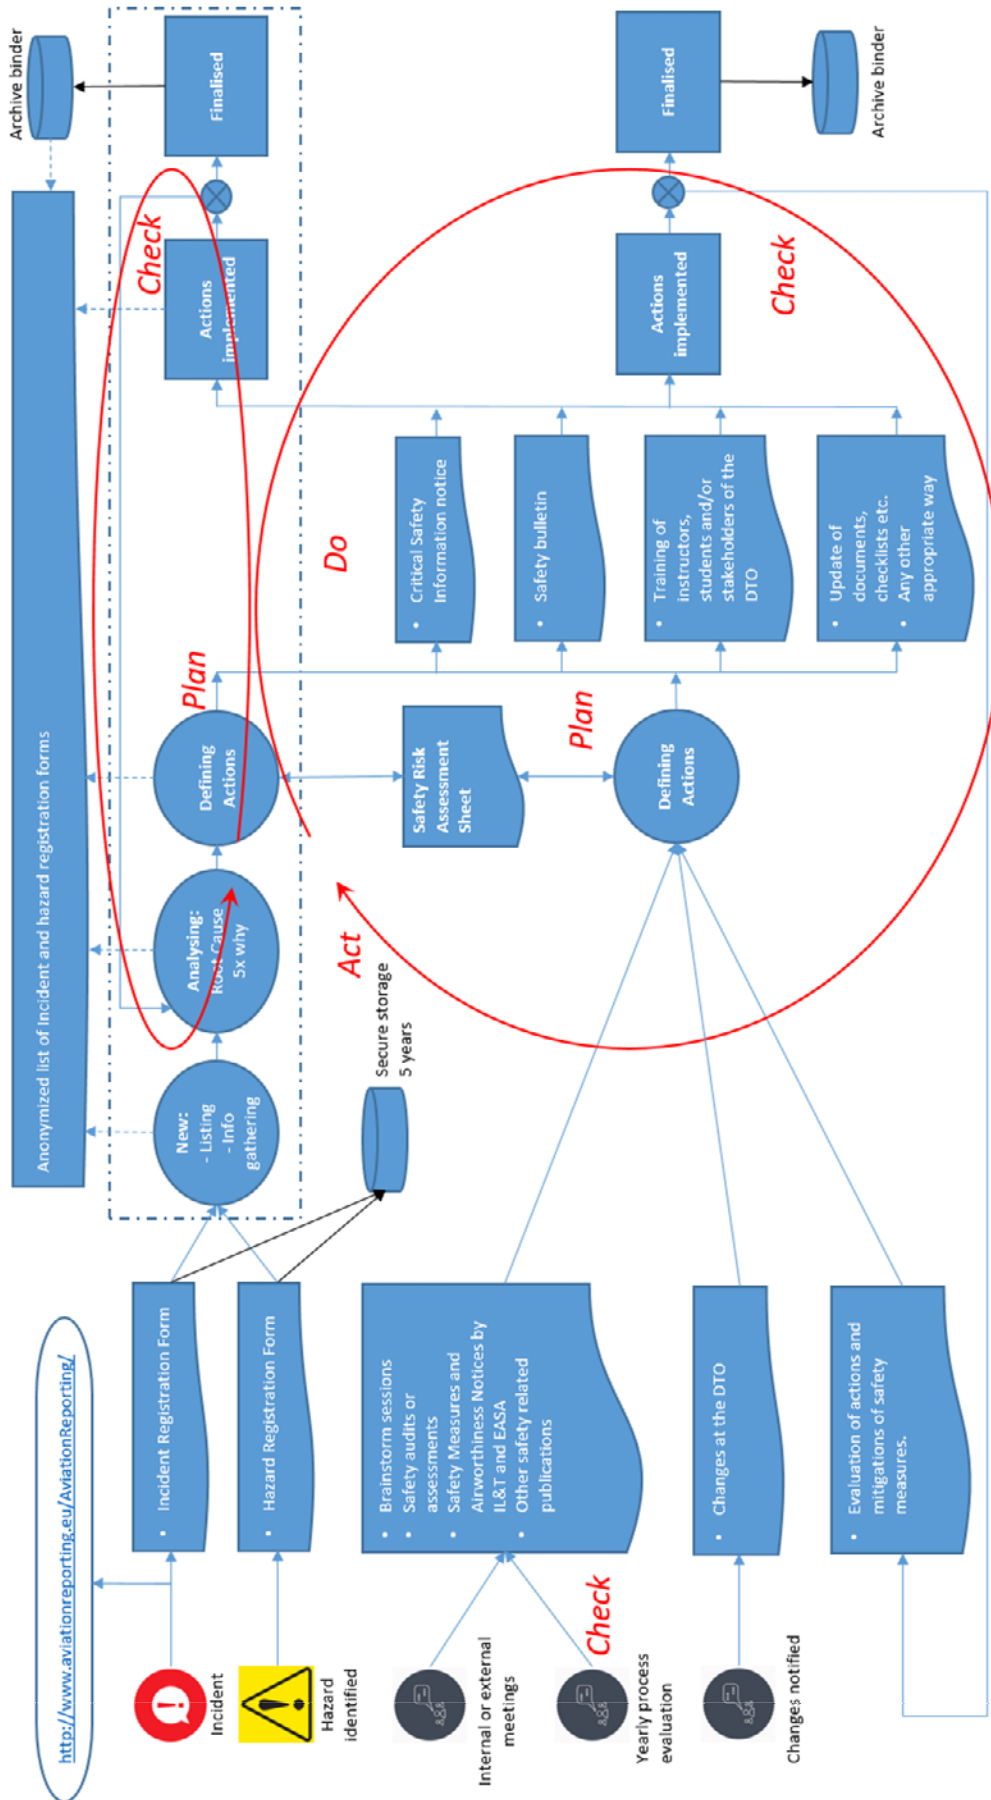 http://www.aviationreporting.eu/AviationReporting/
Incident
Hazard
identified
Internal or external
meetings
Yearly process
evaluation
Check
Changes notified
• Incident Registration Form
• Hazard Registration Form
• Brainstorm sessions
• Safety audits or
assessments
• Safety Measures and
Airworthiness Notices by
IL&T and EASA
• Other safety related
publications
• Changes at the DTO
• Evaluation of actions and
mitigations of safety
measures.
Anonymized list of Incident and hazard registration forms
New:
- Listing
- Info
gathering
Secure storage
5 years
Analysing:
Root Cause
5x why
Act
Defining
Actions
Plan
Safety Risk
Assessment
Sheet
Defining
Actions
Plan
Do
• Critical Safety
Information notice
• Safety bulletin
• Training of
instructors,
students and/or
stakeholders of the
DTO
• Update of
documents,
checklists etc.
• Any other
appropriate way
Actions
implemented
Check
Actions
implemented
Check
Finalised
Archive binder
Finalised
Archive binder